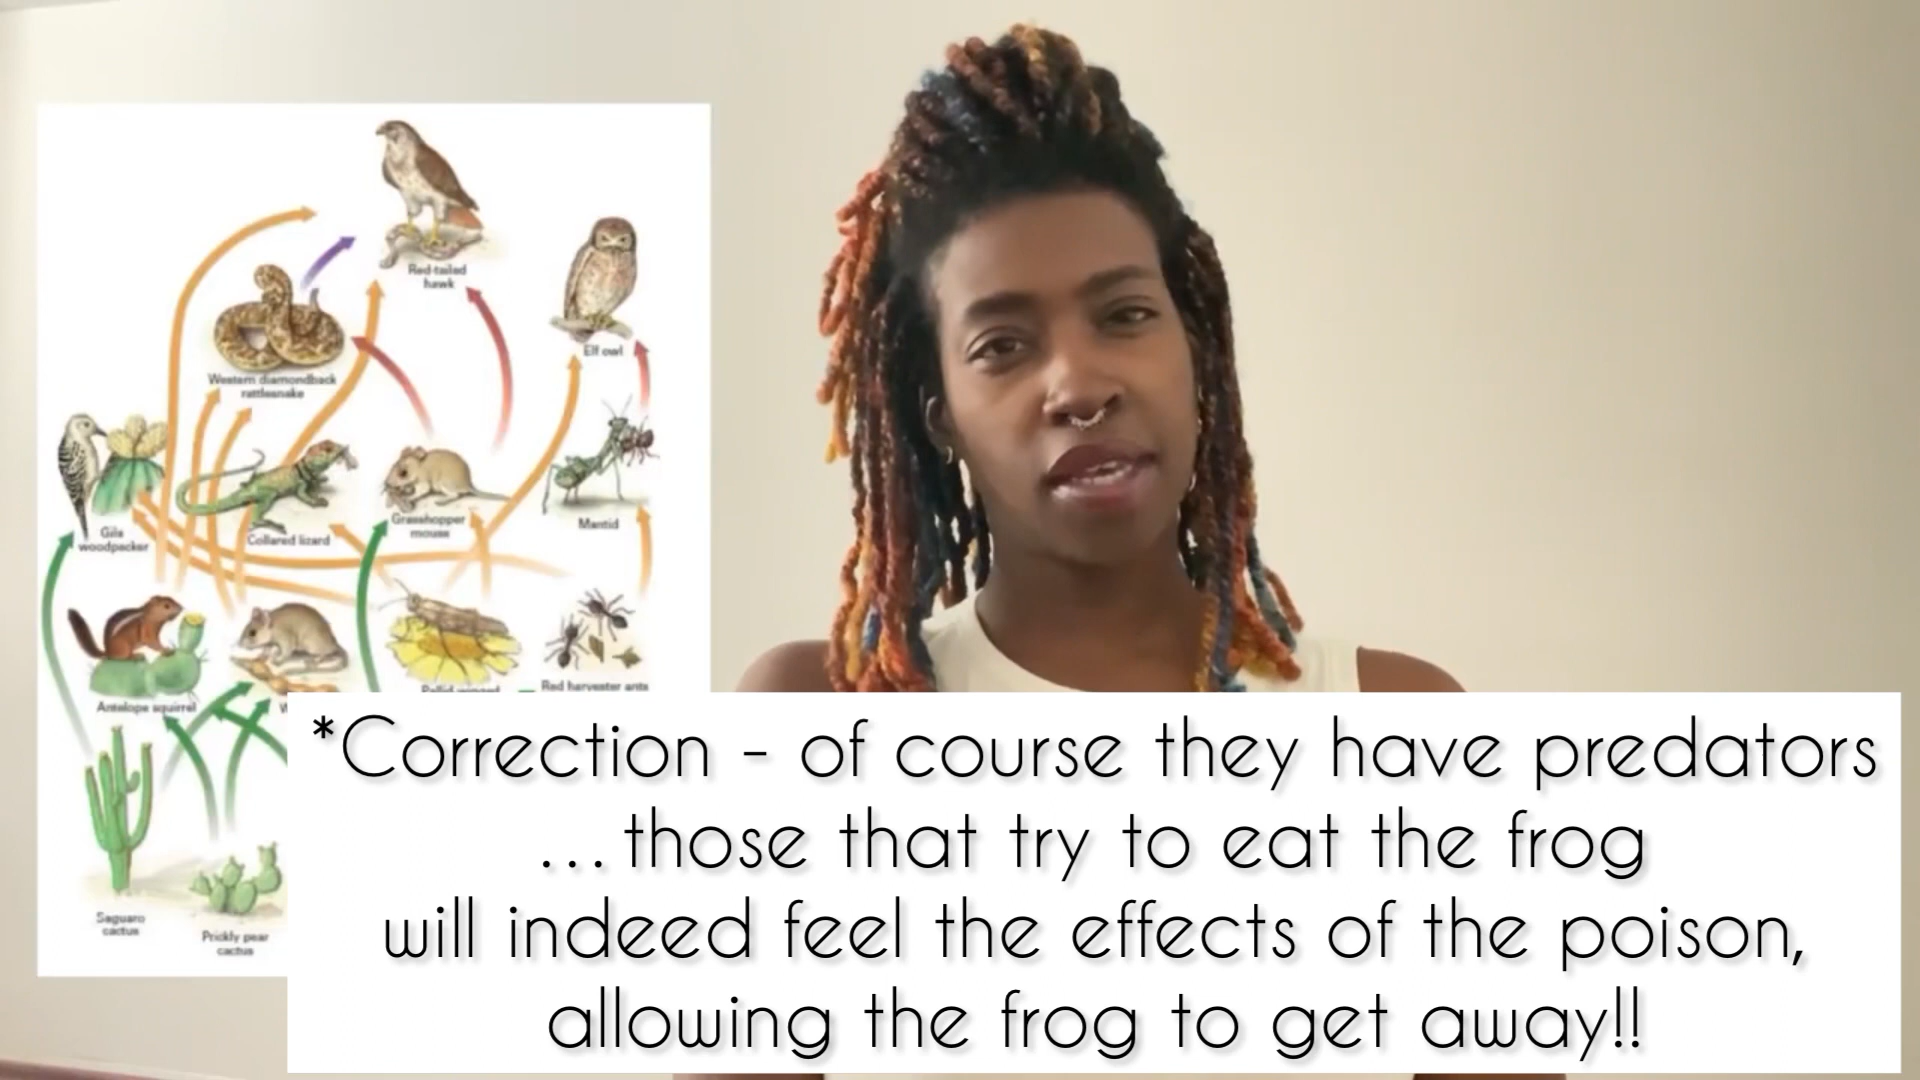 Red-tailed
hawk
Elf owl
Western diamondback
rattlesnake
Gila
woodpecker
Collared lizard
Grasshopper
mouse
Mantid
Antelope squirrel
Red harvester ants
Saguaro
cactus
Prickly pear
cactus
*Correction - of course they have predators
...those that try to eat the frog
will indeed feel the effects of the poison,
allowing the frog to get away!!